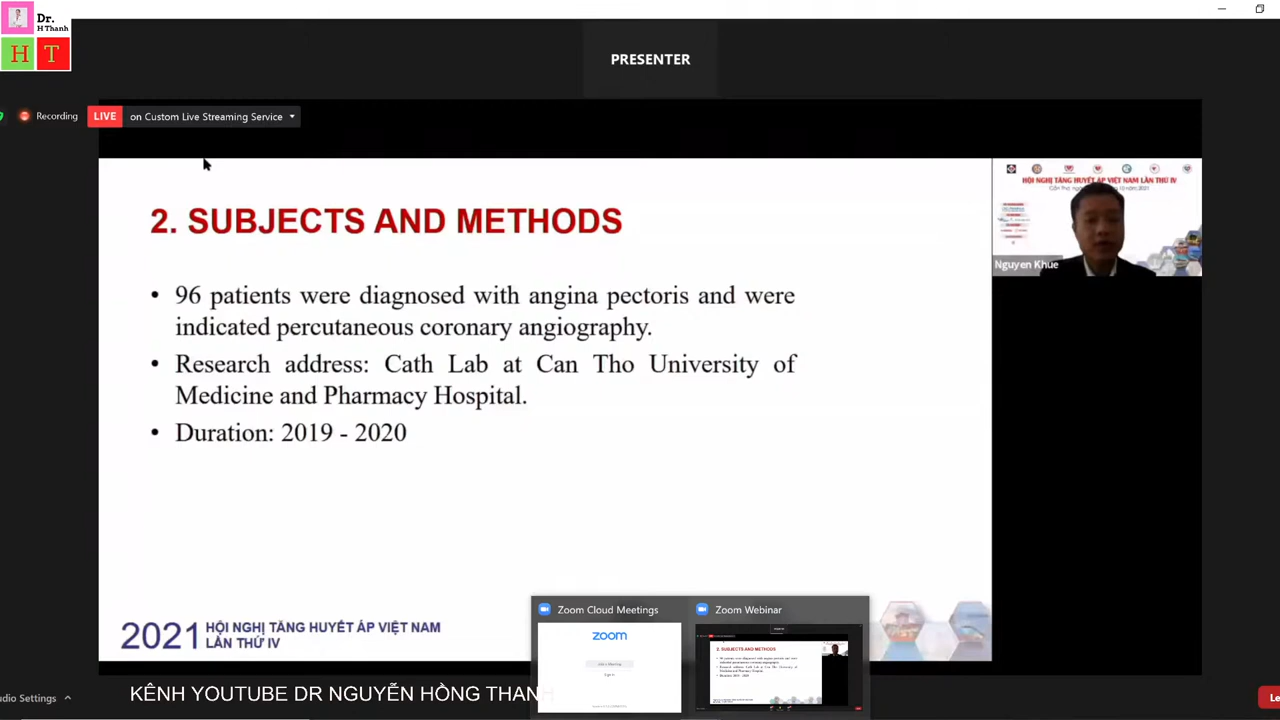 Dr.
H Thanh
H T
PRESENTER
Recording
LIVE
on Custom Live Streaming Service
2. SUBJECTS AND METHODS
• 96 patients were diagnosed with angina pectoris and were
indicated percutaneous coronary angiography.
• Research address: Cath Lab at Can Tho University of
Medicine and Pharmacy Hospital.
• Duration: 2019 - 2020
HỘI NGHỊ TĂNG HUYẾT ÁP VIỆT NAM LẦN THỨ IV
Nguyen Khue
2021 HỘI NGHỊ TĂNG HUYẾT ÁP VIỆT NAM
LẦN THỨ IV
Zoom Cloud Meetings
Zoom Webinar
zoom
2. SUBJECTS AND METHODS
udio Settings
KÊNH YOUTUBE DR NGUYỄN HỒNG THANH
Le